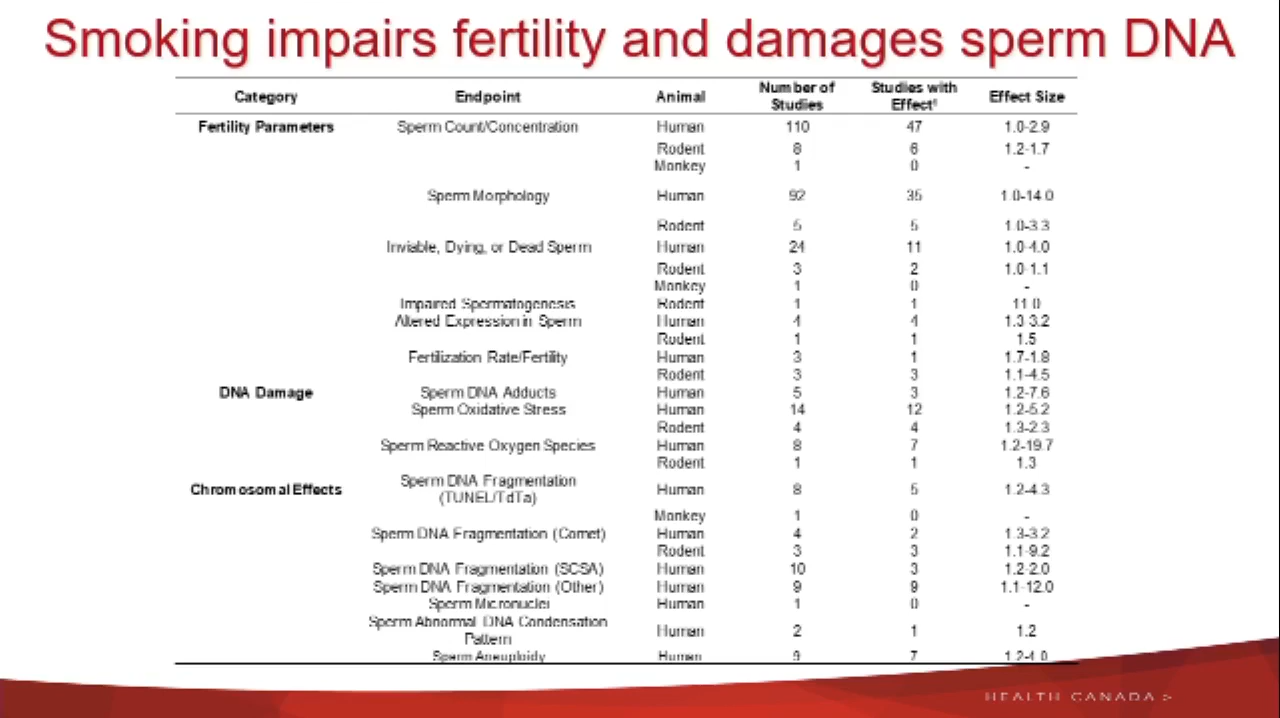 Smoking impairs fertility and damages sperm DNA
Category Endpoint Animal Number of Studies Studies with Effect Effect Size
Fertility Parameters Sperm Count/Concentration Human 110 47 1.0-2.9
Rodent 8 6 1.2-1.7
Monkey 1 0 -
Sperm Morphology Human 92 35 1.0-14.0
Rodent 5 5 1.0-3.3
Inviable, Dying, or Dead Sperm Human 24 11 1.0-4.0
Rodent 3 2 1.0-1.1
Monkey 1 0 -
Impaired Spermatogenesis Rodent 1 1 11.0
Altered Expression in Sperm Human 4 4 1.3-3.2
Rodent 1 1 1.5
Fertilization Rate/Fertility Human 3 1 1.7-1.8
Rodent 3 3 1.1-4.5
DNA Damage Sperm DNA Adducts Human 5 3 1.2-7.6
Sperm Oxidative Stress Human 14 12 1.2-5.2
Rodent 4 4 1.3-2.3
Sperm Reactive Oxygen Species Human 8 7 1.2-19.7
Rodent 1 1 1.3
Chromosomal Effects Sperm DNA Fragmentation (TUNEL/TdTa) Human 8 5 1.2-4.3
Monkey 1 0 -
Sperm DNA Fragmentation (Comet) Human 4 2 1.3-3.2
Rodent 3 3 1.1-9.2
Sperm DNA Fragmentation (SCSA) Human 10 3 1.2-2.0
Sperm DNA Fragmentation (Other) Human 9 9 1.1-12.0
Sperm Micronuclei Human 1 0 -
Sperm Abnormal DNA Condensation Pattern Human 2 1 1.2
Sperm Aneuploidy Human 9 7 1.2-4.0
HEALTH CANADA >